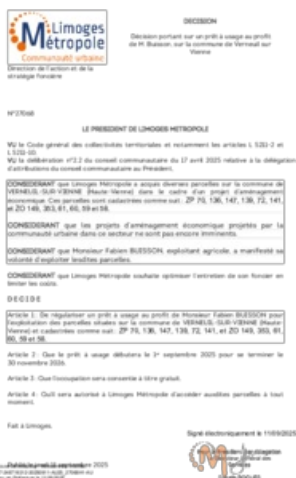 Limoges
Métropole
Communauté urbaine
Direction de l'action et de la
stratégie foncière
DECISION
Décision portant sur un prêt à usage au profit
de M. Buisson, sur la commune de Verneuil sur
Vienne
LE PRESIDENT DE LIMOGES METROPOLE
VU le Code général des collectivités territoriales et notamment les articles L 5211-2 et
L 5211-10.
VU la délibération n°2.2 du conseil communautaire du 17 avril 2025 relative à la délégation
d'attributions du conseil communautaire au Président.
CONSIDERANT que Limoges Métropole a acquis diverses parcelles sur la commune de
VERNEUIL-SUR-VIENNE (Haute-Vienne) dans le cadre d'un projet d'aménagement
économique. Ces parcelles sont cadastrées comme suit : ZP 70, 136, 147, 139, 72, 141,
et ZO 149, 353, 61, 60, 59 et 58.
CONSIDERANT que les projets d'aménagement économique projetés par la
communauté urbaine dans ce secteur ne sont pas encore imminents.
CONSIDERANT que Monsieur Fabien BUISSON, exploitant agricole, a manifesté sa
volonté d'exploiter lesdites parcelles.
CONSIDERANT que Limoges Métropole souhaite optimiser l'entretien de son foncier en
limiter les coûts.
D E C I D E
Article 1 : De régulariser un prêt à usage au profit de Monsieur Fabien BUISSON pour
l'exploitation des parcelles situées sur la commune de VERNEUIL-SUR-VIENNE (Haute-
Vienne) et cadastrées comme suit : ZP 70, 136, 147, 139, 72, 141, et ZO 149, 353, 61,
60, 59 et 58.
Article 2 : Que le prêt à usage débutera le 1er septembre 2025 pour se terminer le
30 novembre 2026.
Article 3 : Que l'occupation sera consentie à titre gratuit.
Article 4 : Qu'il sera autorisé à Limoges Métropole d'accéder auxdites parcelles à tout
moment.
Fait à Limoges,
Signé électroniquement le 11/09/2025
septembre 2025